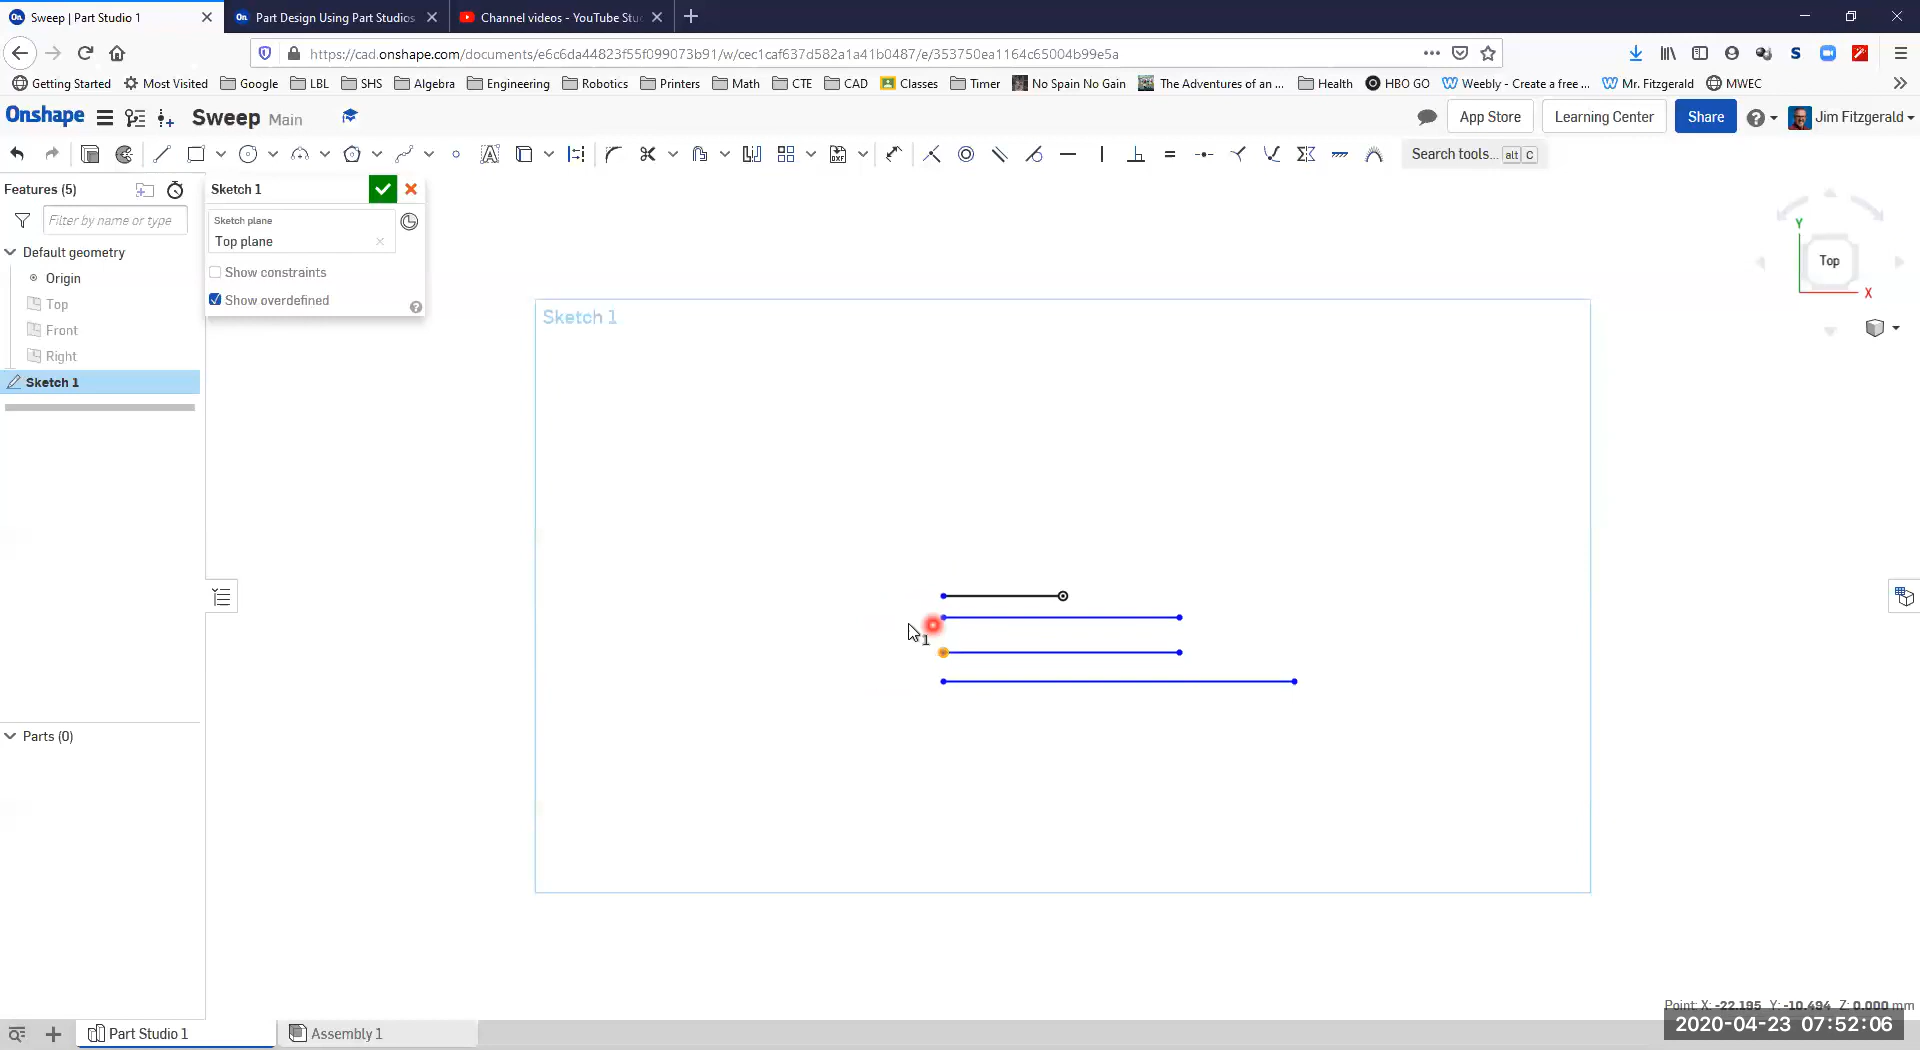 Sweep | Part Studio 1
Part Design Using Part Studios
Channel videos - YouTube Stu
https://cad.onshape.com/documents/e6c6da44823f55f099073b91/w/cec1caf637d582a1a41b0487/e/353750ea1164c65004b99e5a
Getting Started Most Visited Google LBL SHS Algebra Engineering Robotics Printers Math CTE CAD Classes Timer No Spain No Gain The Adventures of an ... Health HBO GO Weebly - Create a free ... Mr. Fitzgerald MWEC
Onshape Sweep Main App Store Learning Center Share Jim Fitzgerald
Search tools... alt C
Features (5)
Filter by name or type
Default geometry
Origin
Top
Front
Right
Sketch 1
Parts (0)
Sketch 1
Sketch plane
Top plane
Show constraints
Show overdefined
Sketch 1
1
Y
Top
X
Point: X: -22.195 Y: -10.494 Z: 0.000 mm
2020-04-23 07:52:06
Part Studio 1 Assembly 1